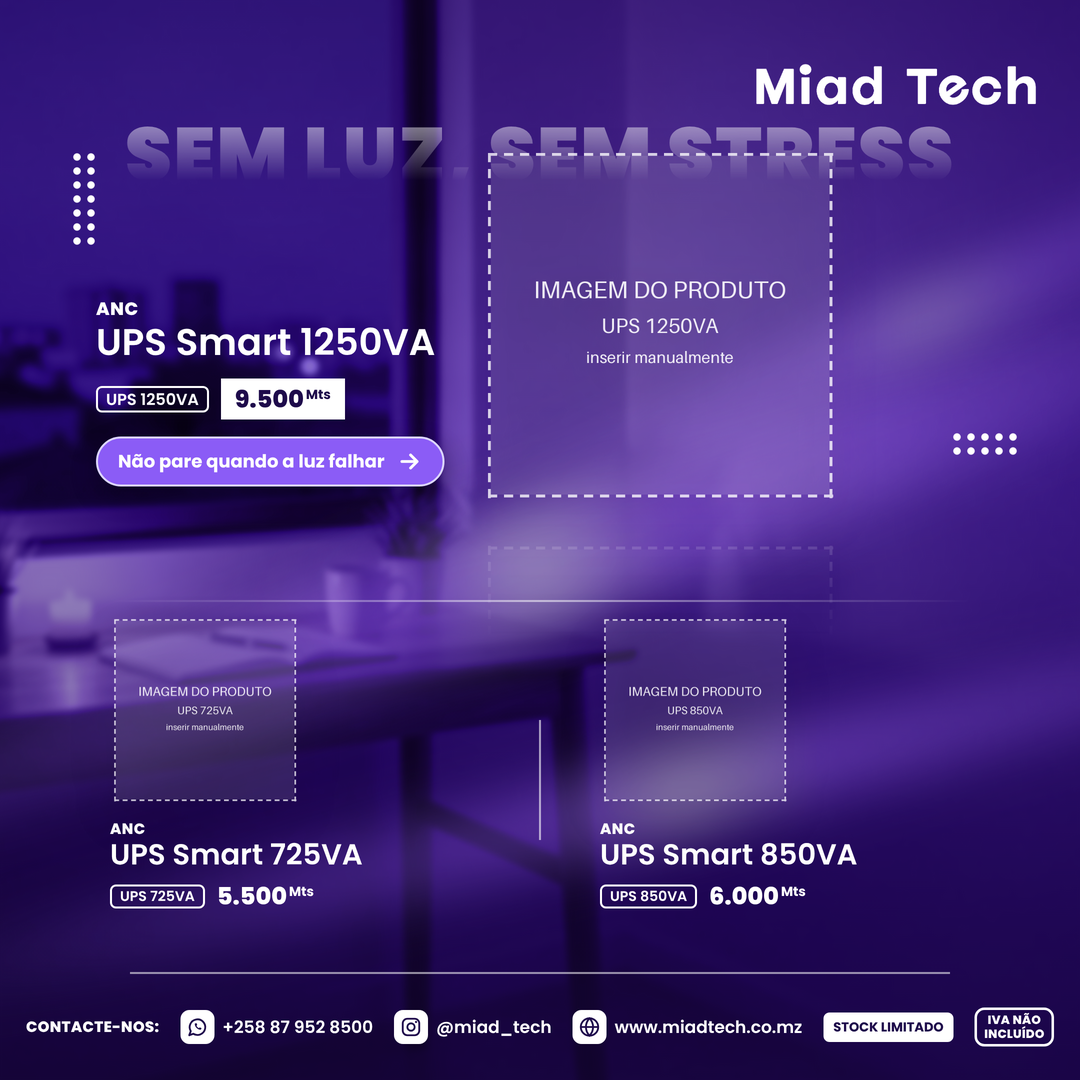 Miad Tech
SEM LUZ, SEM STRESS
IMAGEM DO PRODUTO
UPS 1250VA
inserir manualmente
ANC
UPS Smart 1250VA
UPS 1250VA
9.500 Mts
Não pare quando a luz falhar →
IMAGEM DO PRODUTO
UPS 725VA
inserir manualmente
ANC
UPS Smart 725VA
UPS 725VA
5.500 Mts
IMAGEM DO PRODUTO
UPS 850VA
inserir manualmente
ANC
UPS Smart 850VA
UPS 850VA
6.000 Mts
CONTACTE-NOS:
+258 87 952 8500
@miad_tech
www.miadtech.co.mz
STOCK LIMITADO
IVA NÃO
INCLUÍDO